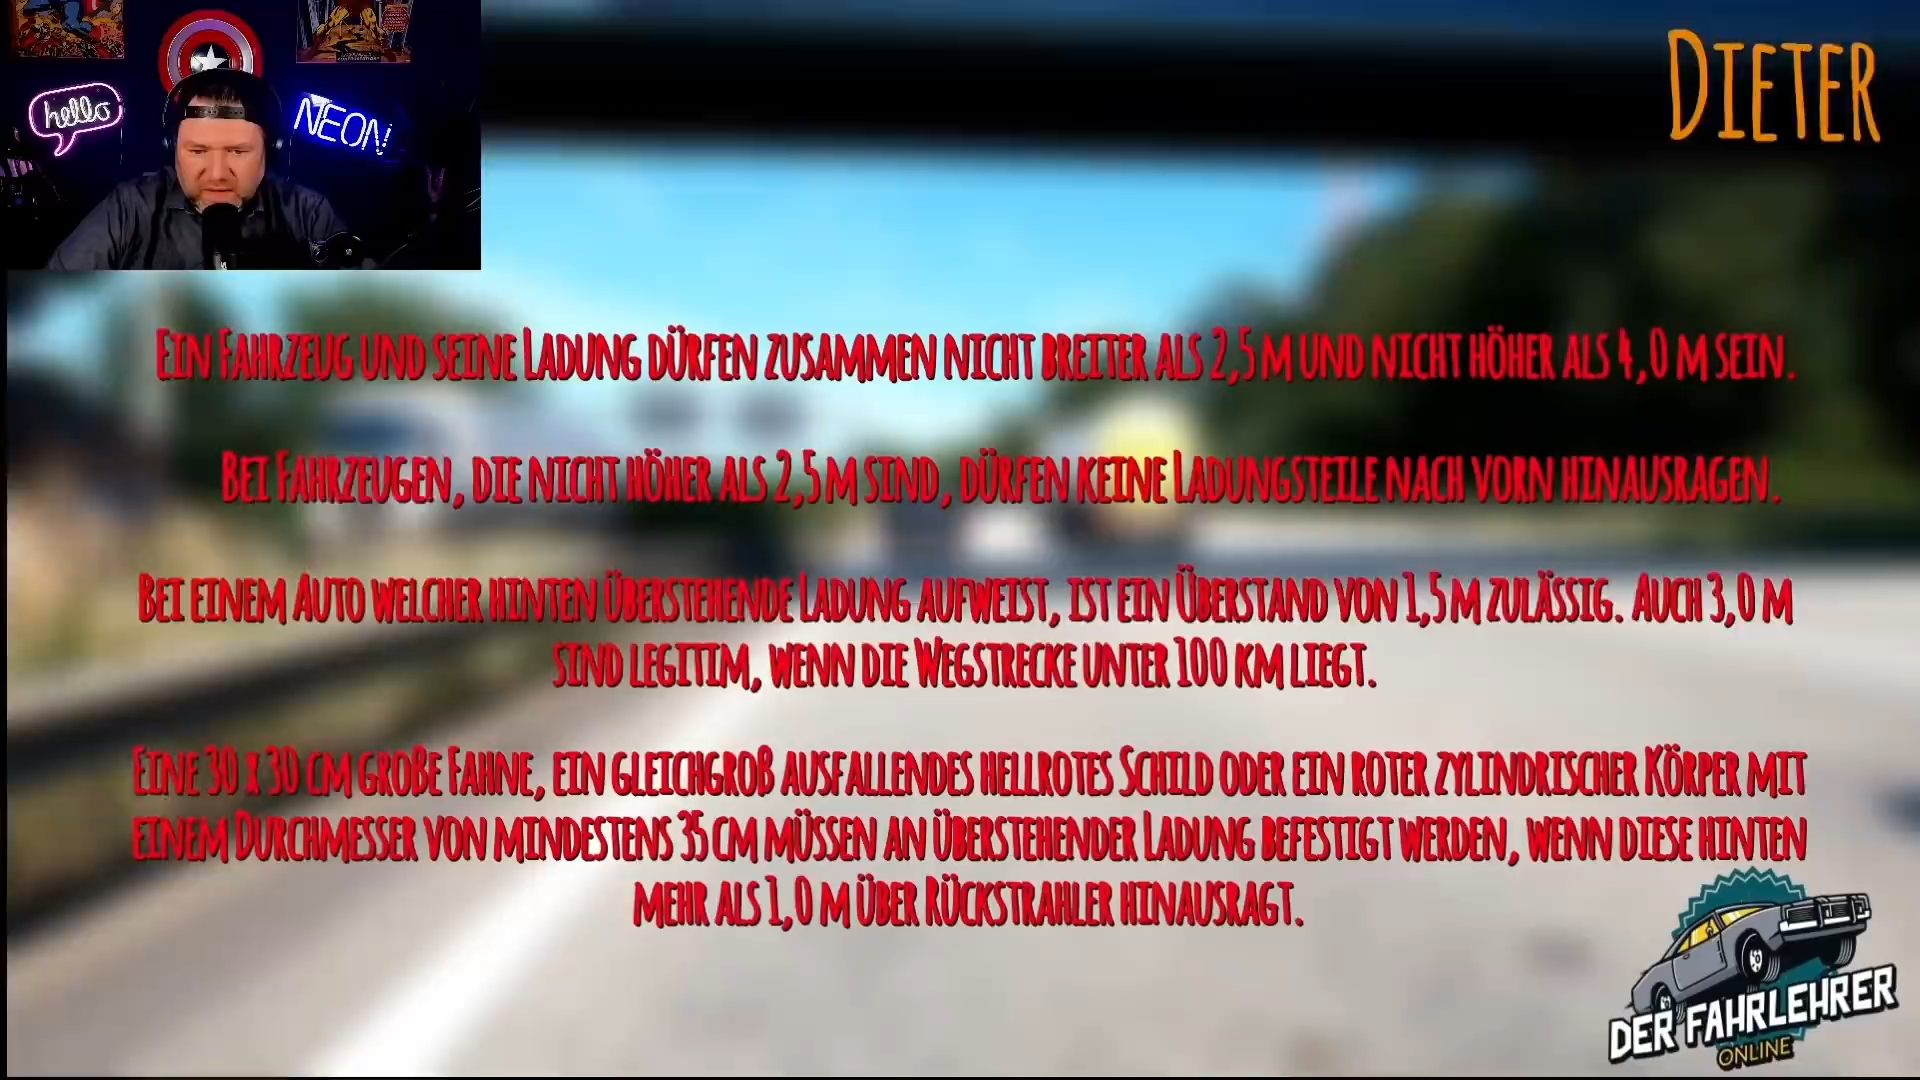 hello
NEON!
DIETER
EIN FAHRZEUG UND SEINE LADUNG DÜRFEN ZUSAMMEN NICHT BREITER ALS 2,5 M UND NICHT HÖHER ALS 4,0 M SEIN.
BEI FAHRZEUGEN, DIE NICHT HÖHER ALS 2,5 M SIND, DÜRFEN KEINE LADUNGSTEILE NACH VORN HINAUSRAGEN.
BEI EINEM AUTO WELCHER HINTEN ÜBERSTEHENDE LADUNG AUFWEIST, IST EIN ÜBERSTAND VON 1,5 M ZULÄSSIG. AUCH 3,0 M
SIND LEGITIM, WENN DIE WEGSTRECKE UNTER 100 KM LIEGT.
EINE 30 X 30 CM GROßE FAHNE, EIN GLEICHGROß AUSFALLENDES HELLROTES SCHILD ODER EIN ROTER ZYLINDRISCHER KÖRPER MIT
EINEM DURCHMESSER VON MINDESTENS 35 CM MÜSSEN AN ÜBERSTEHENDER LADUNG BEFESTIGT WERDEN, WENN DIESE HINTEN
MEHR ALS 1,0 M ÜBER RÜCKSTRAHLER HINAUSRAGT.
DER FAHRLEHRER
ONLINE